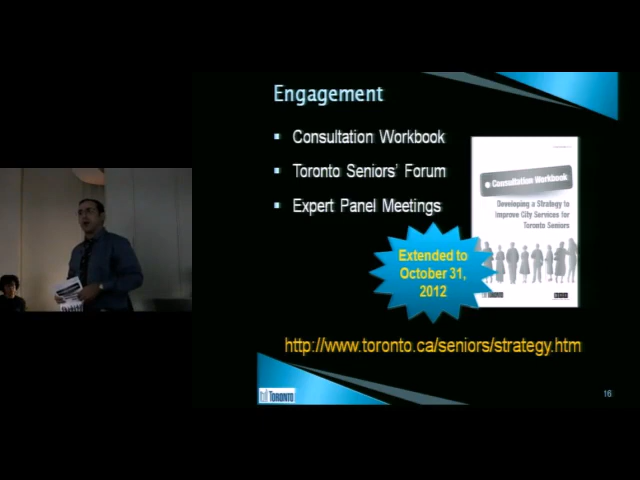 Engagement
Consultation Workbook
Toronto Seniors' Forum
Expert Panel Meetings
Consultation Workbook
Developing a Strategy to
Improve City Services for
Toronto Seniors
Extended to
October 31,
2012
http://www.toronto.ca/seniors/strategy.htm
TORONTO
16